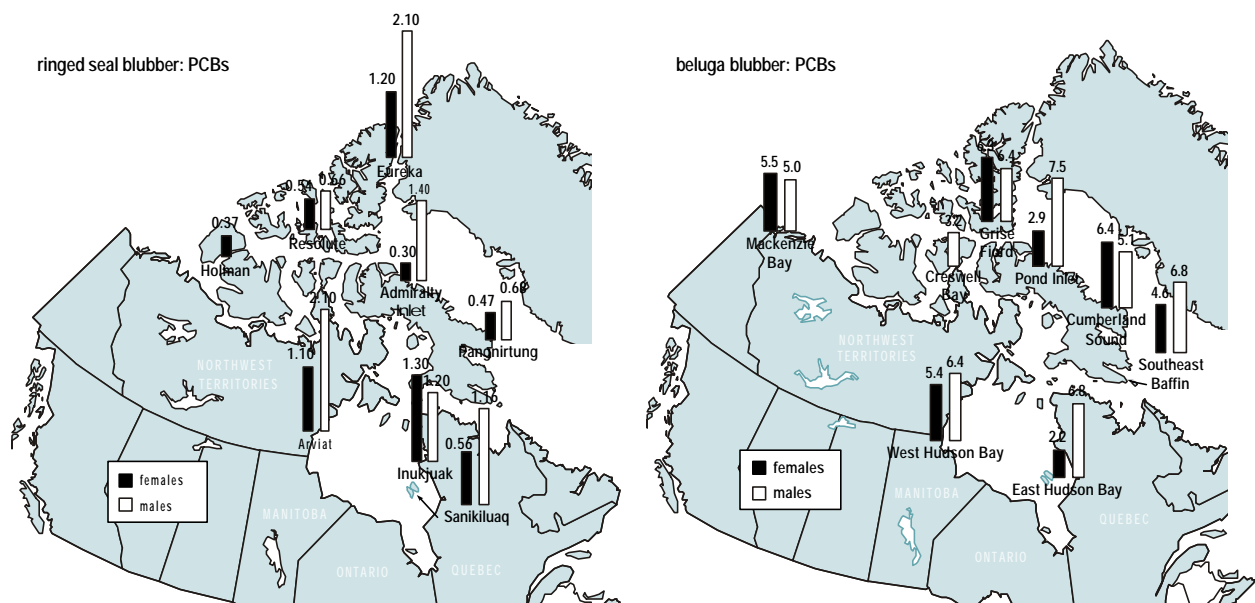 ringed seal blubber: PCBs
2.10
1.20
Eureka
0.54
0.66
Resolute
0.37
Holman
1.40
0.30
Admiralty
Inlet
0.47
0.68
Pangnirtung
2.10
1.10
Arviat
1.30
1.20
Inukjuak
0.56
1.16
Sanikiluaq
NORTHWEST
TERRITORIES
MANITOBA
ONTARIO
QUEBEC
females
males
beluga blubber: PCBs
5.5
5.0
Mackenzie
Bay
5.4
Grise
Fiord
3.2
Creswell
Bay
7.5
2.9
Pond Inlet
6.4
5.1
Cumberland
Sound
4.6
6.8
Southeast
Baffin
5.4
6.4
West Hudson Bay
2.2
6.8
East Hudson Bay
NORTHWEST
TERRITORIES
MANITOBA
ONTARIO
QUEBEC
females
males